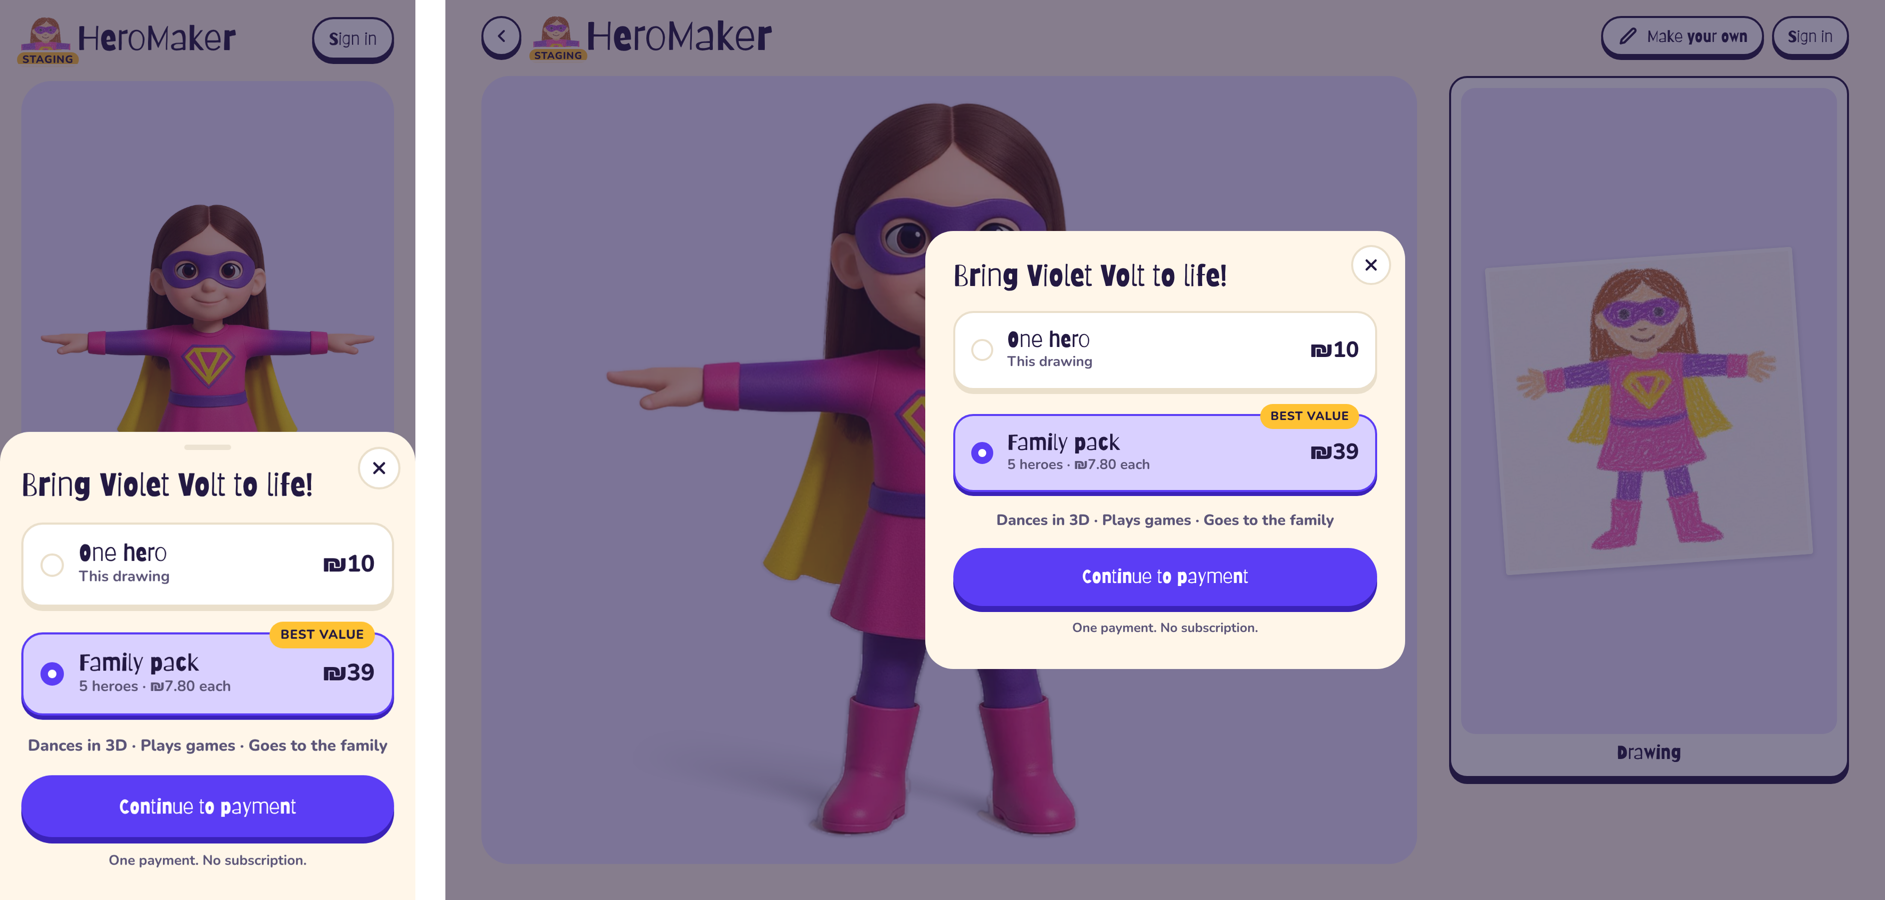 HeroMaker
STAGING
Sign in
Bring Violet Volt to life!
One hero
This drawing
₪10
BEST VALUE
Family pack
5 heroes · ₪7.80 each
₪39
Dances in 3D · Plays games · Goes to the family
Continue to payment
One payment. No subscription.
HeroMaker
STAGING
Make your own
Sign in
Bring Violet Volt to life!
One hero
This drawing
₪10
BEST VALUE
Family pack
5 heroes · ₪7.80 each
₪39
Dances in 3D · Plays games · Goes to the family
Continue to payment
One payment. No subscription.
Drawing